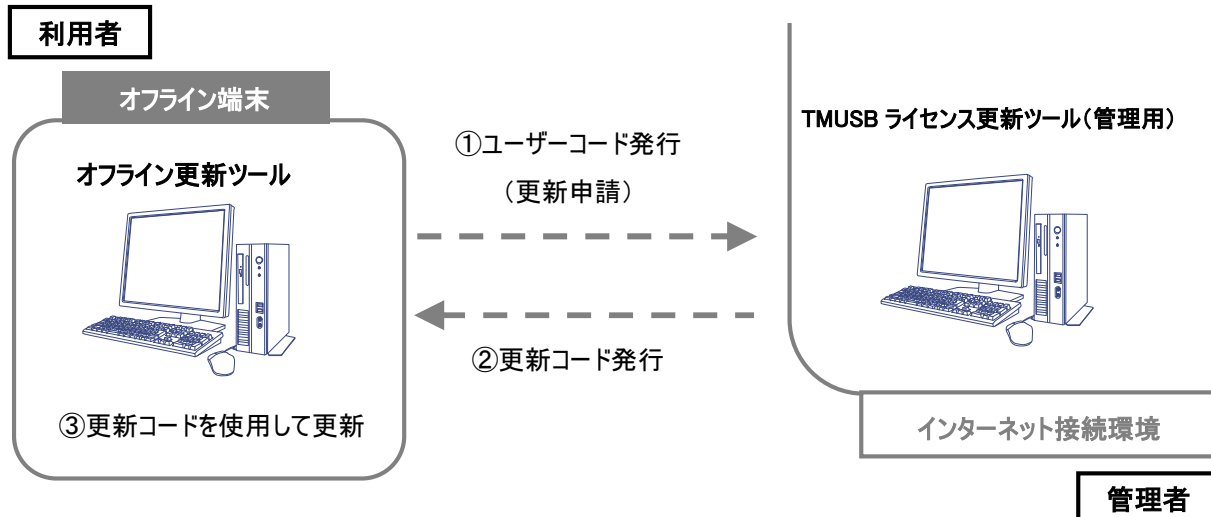 利用者
オフライン端末
オフライン更新ツール
①ユーザーコード発行
（更新申請）
②更新コード発行
③更新コードを使用して更新
TMUSB ライセンス更新ツール（管理用）
インターネット接続環境
管理者